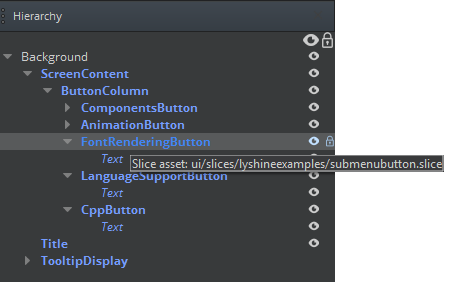 Hierarchy
Background
ScreenContent
ButtonColumn
ComponentsButton
AnimationButton
FontRenderingButton
Text
Slice asset: ui/slices/lyshineexamples/submenubutton.slice
LanguageSupportButton
Text
CppButton
Text
Title
TooltipDisplay